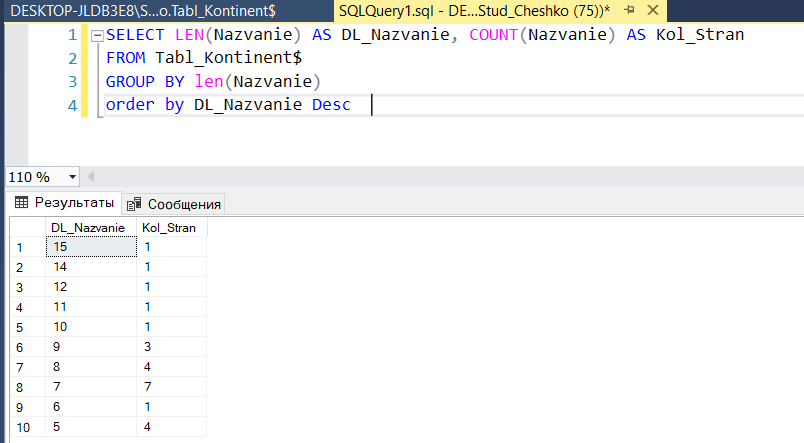 DESKTOP-JLDB3E8\S...o.Tabl_Kontinent$ SQLQuery1.sql - DE...Stud_Cheshko (75))*
1 SELECT LEN(Nazvanie) AS DL_Nazvanie, COUNT(Nazvanie) AS Kol_Stran
2 FROM Tabl_Kontinent$
3 GROUP BY len(Nazvanie)
4 order by DL_Nazvanie Desc
110 %
Результаты Сообщения
DL_Nazvanie Kol_Stran
1 15 1
2 14 1
3 12 1
4 11 1
5 10 1
6 9 3
7 8 4
8 7 7
9 6 1
10 5 4